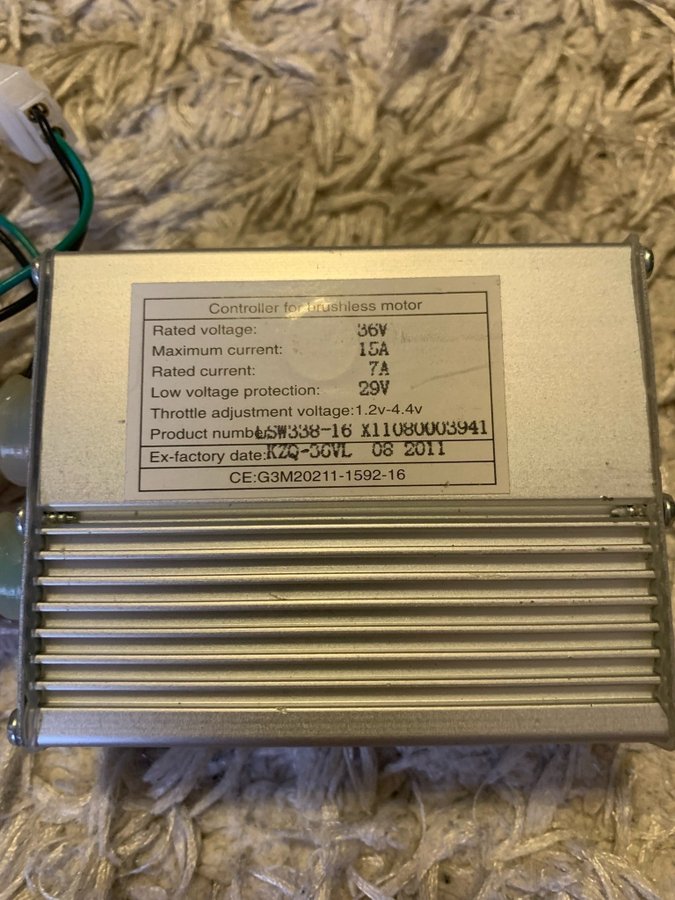 Controller for brushless motor
Rated voltage: 36V
Maximum current: 15A
Rated current: 7A
Low voltage protection: 29V
Throttle adjustment voltage:1.2v-4.4v
Product number LSW338-16 X11080003941
Ex-factory date: KZQ-36VL 08 2011
CE:G3M20211-1592-16